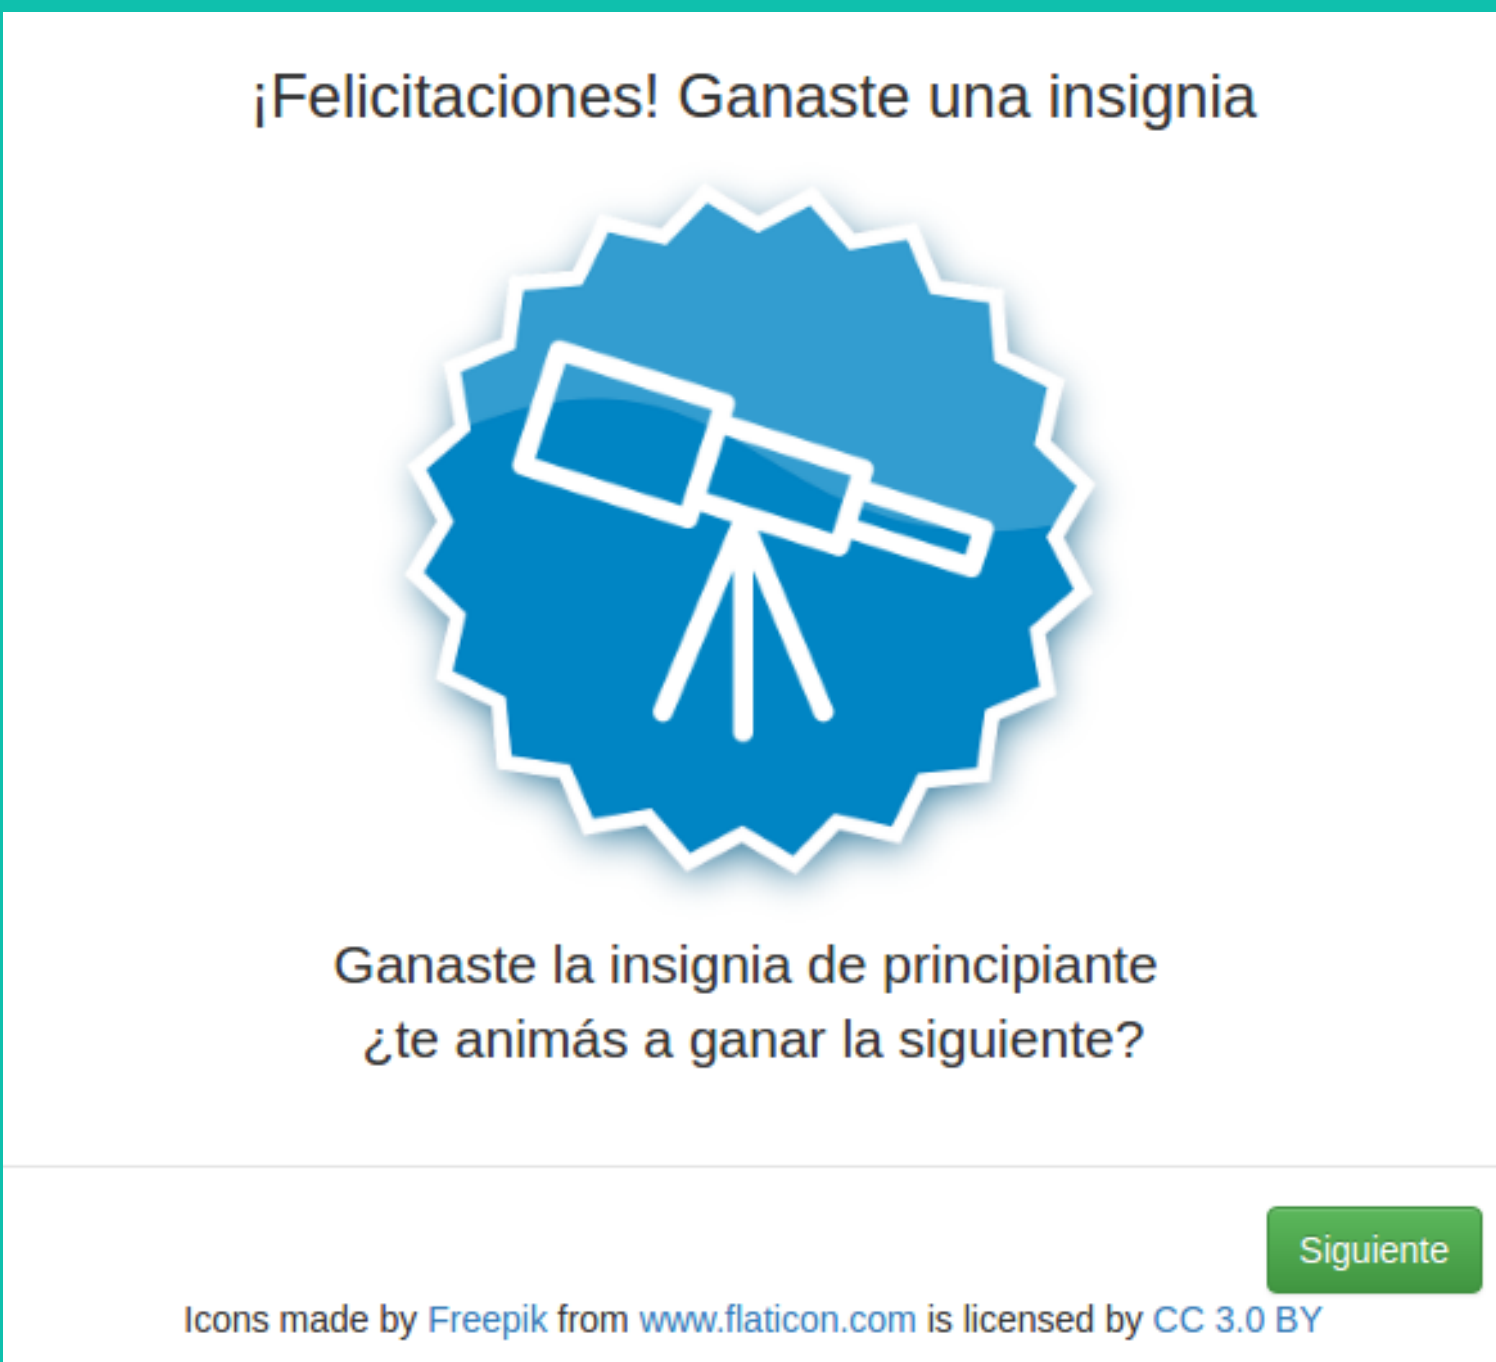 ¡Felicitaciones! Ganaste una insignia
Ganaste la insignia de principiante
¿te animás a ganar la siguiente?
Siguiente
Icons made by Freepik from www.flaticon.com is licensed by CC 3.0 BY